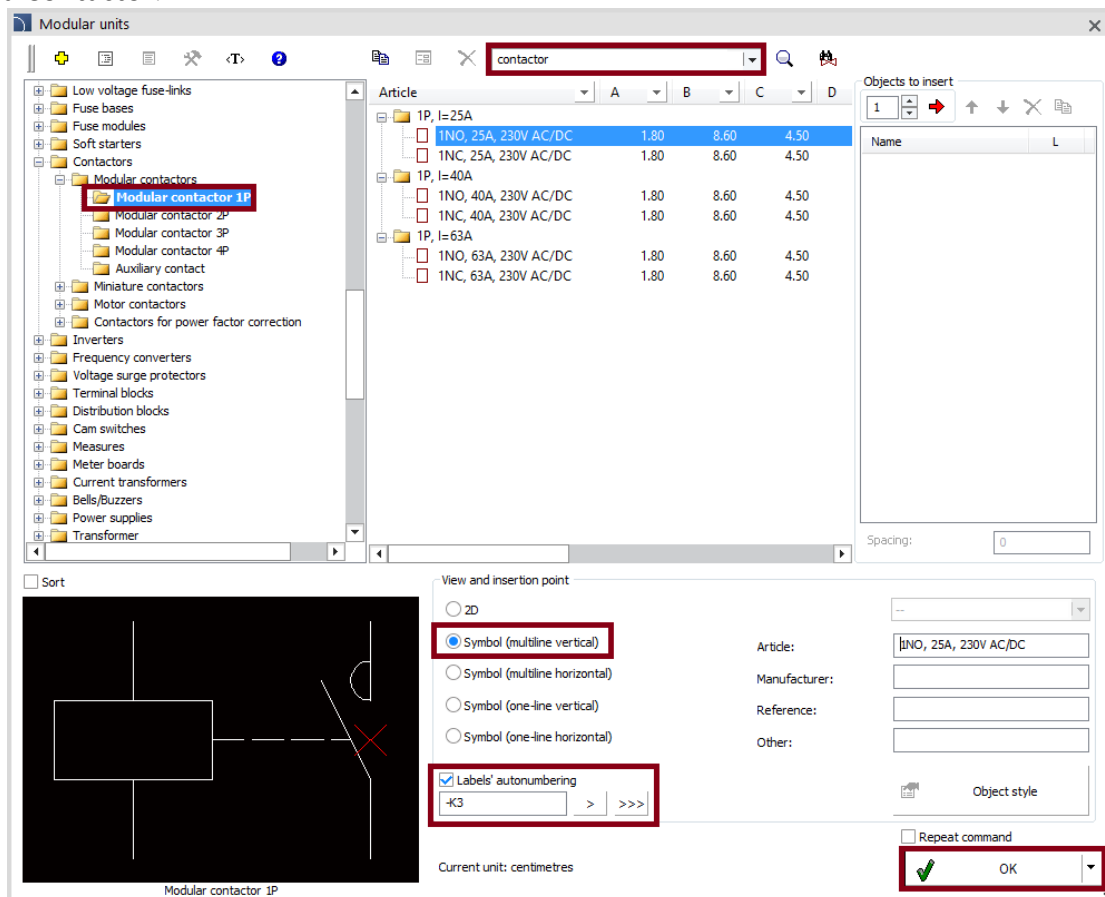 Modular units
<T>
contactor
Low voltage fuse-links
Fuse bases
Fuse modules
Soft starters
Contactors
Modular contactors
Modular contactor 1P
Modular contactor 2P
Modular contactor 3P
Modular contactor 4P
Auxiliary contact
Miniature contactors
Motor contactors
Contactors for power factor correction
Inverters
Frequency converters
Voltage surge protectors
Terminal blocks
Distribution blocks
Cam switches
Measures
Meter boards
Current transformers
Bells/Buzzers
Power supplies
Transformer
Article A B C D
1P, I=25A
1NO, 25A, 230V AC/DC 1.80 8.60 4.50
1NC, 25A, 230V AC/DC 1.80 8.60 4.50
1P, I=40A
1NO, 40A, 230V AC/DC 1.80 8.60 4.50
1NC, 40A, 230V AC/DC 1.80 8.60 4.50
1P, I=63A
1NO, 63A, 230V AC/DC 1.80 8.60 4.50
1NC, 63A, 230V AC/DC 1.80 8.60 4.50
Objects to insert
1
Name L
Spacing: 0
Sort
Modular contactor 1P
View and insertion point
2D
Symbol (multiline vertical)
Symbol (multiline horizontal)
Symbol (one-line vertical)
Symbol (one-line horizontal)
--
Article: 1NO, 25A, 230V AC/DC
Manufacturer:
Reference:
Other:
Labels' autonumbering
-K3 > >>>
Object style
Repeat command
Current unit: centimetres
OK